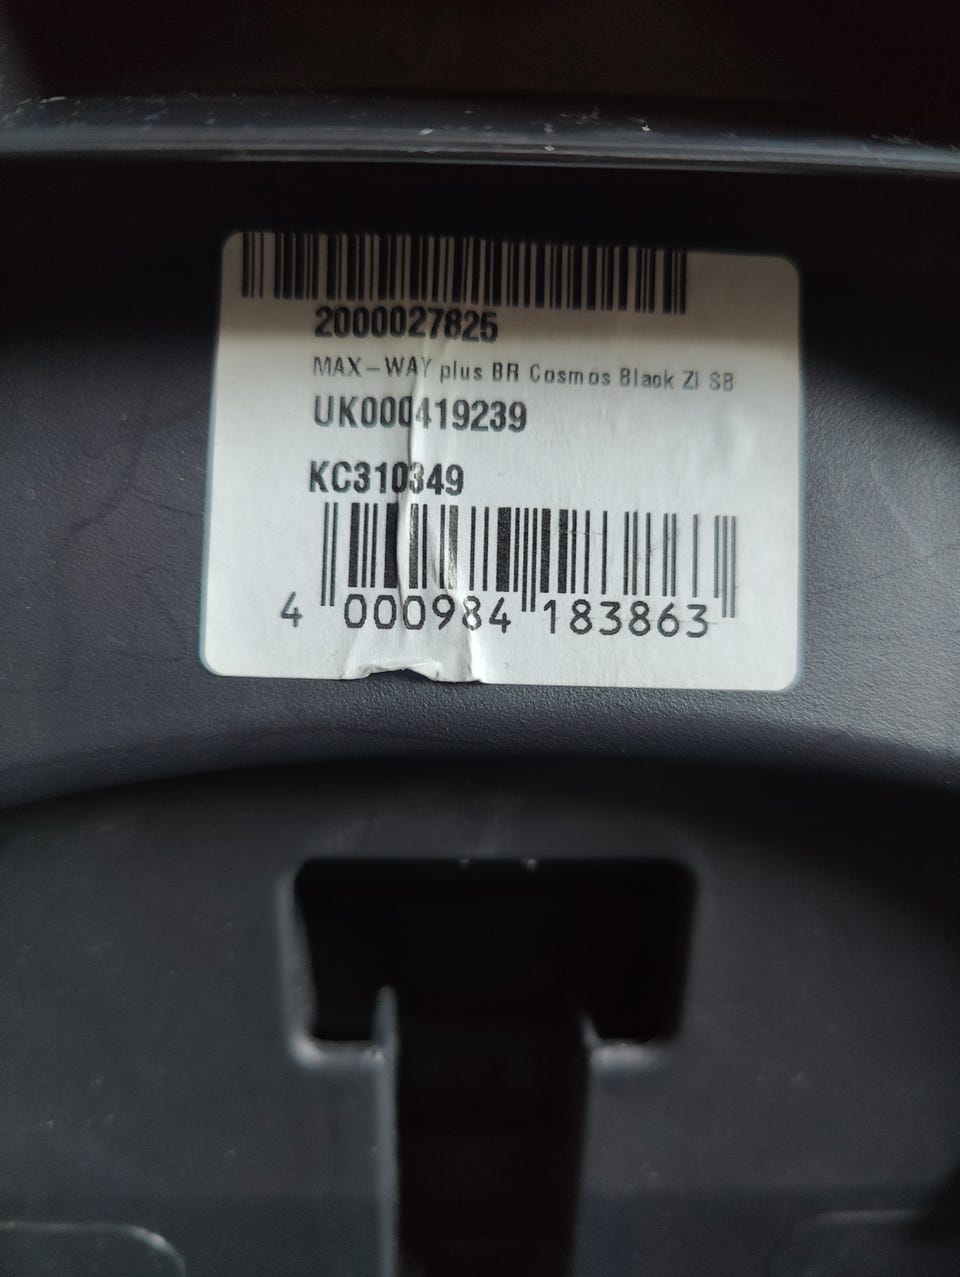 2000027825
MAX-WAY plus BR Cosmos Black ZI SB
UK000419239
KC310349
4 000984 183863